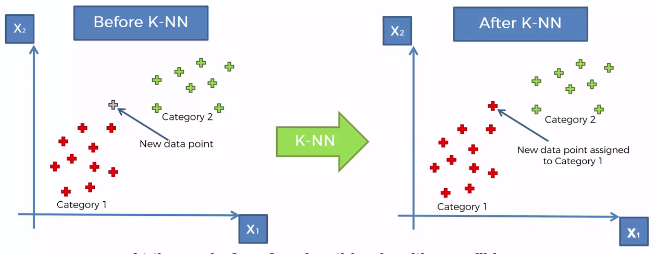 Before K-NN
X₂
Category 2
New data point
Category 1
X₁
K-NN
After K-NN
X₂
Category 2
New data point assigned
to Category 1
Category 1
X₁